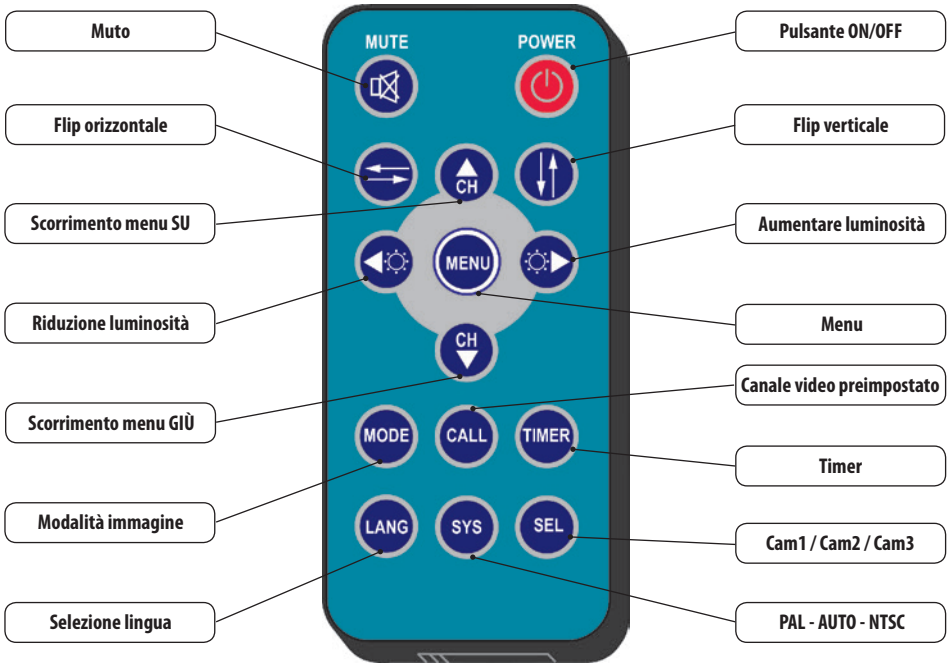 Muto
MUTE
POWER
Pulsante ON/OFF
Flip orizzontale
Flip verticale
CH
Scorrimento menu SU
Aumentare luminosità
MENU
Riduzione luminosità
Menu
CH
Canale video preimpostato
Scorrimento menu GIÙ
MODE
CALL
TIMER
Timer
Modalità immagine
LANG
SYS
SEL
Cam1 / Cam2 / Cam3
Selezione lingua
PAL - AUTO - NTSC